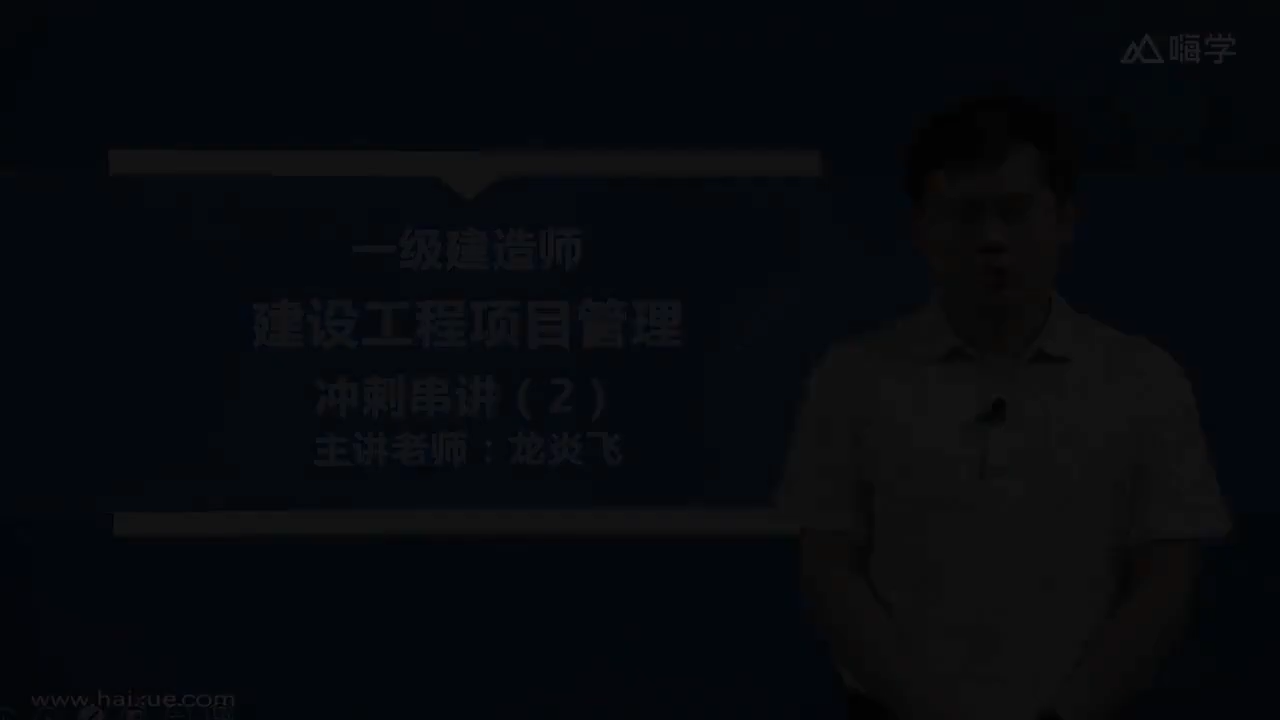 嗨学
一级建造师
建设工程项目管理
冲刺串讲（2）
主讲老师：龙炎飞
www.haixue.com